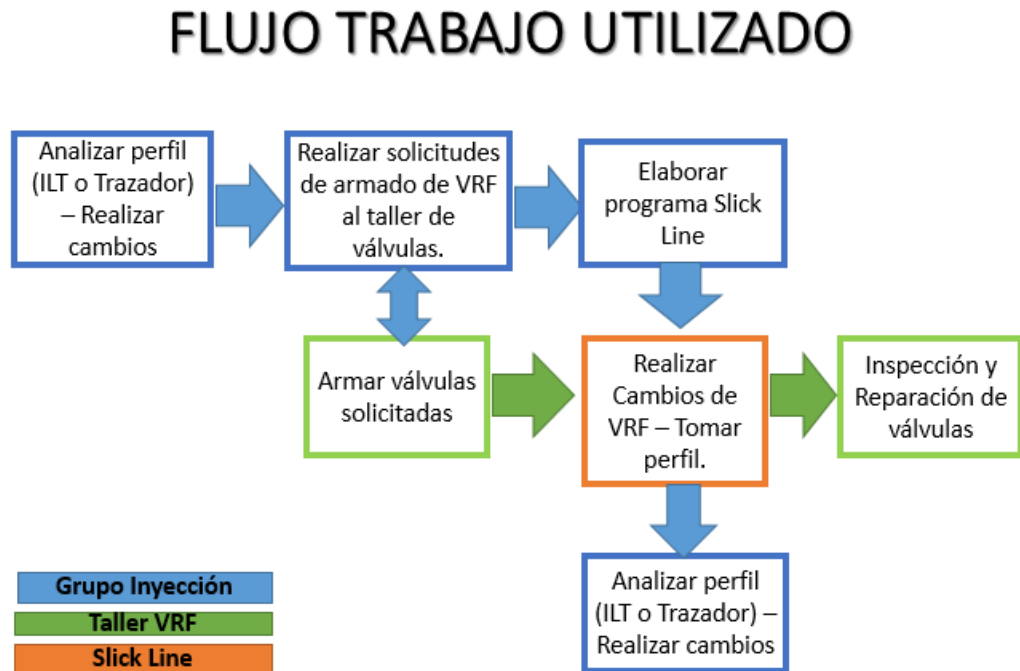 FLUJO TRABAJO UTILIZADO
Analizar perfil
(ILT o Trazador)
– Realizar
cambios
Realizar solicitudes
de armado de VRF
al taller de
válvulas.
Elaborar
programa Slick
Line
Armar válvulas
solicitadas
Realizar
Cambios de
VRF – Tomar
perfil.
Inspección y
Reparación de
válvulas
Analizar perfil
(ILT o Trazador) –
Realizar cambios
Grupo Inyección
Taller VRF
Slick Line